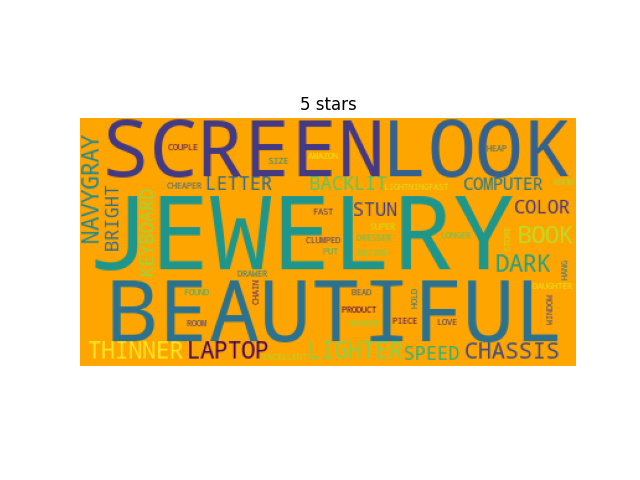 5 stars
SCREEN
LOOK
COUPLE
SIZE
AMAZON
HEAP
NAVYGRAY
CHEAPER
LETTER
BACKLIT
LIGHTNINGFAST
COMPUTER
BRIGHT
KEYBOARD
JEWELRY
FAST
STUN
COLOR
SUPER
CLUMPED
DRESSER
LONGER
STORE
BOOK
PUT
DARK
HANG
DRAWER
BEAUTIFUL
FOUND
CHAIN
BEAD
HOLD
DAUGHTER
WINDOW
PRODUCT
ROOM
PIECE
LOVE
THINNER
LAPTOP
LIGHTER
SPEED
CHASSIS